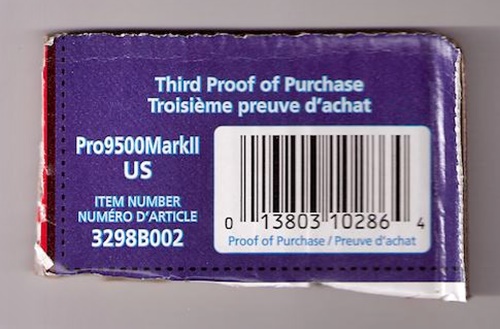 Third Proof of Purchase
Troisième preuve d'achat
Pro9500MarkII
US
ITEM NUMBER
NUMÉRO D'ARTICLE
3298B002
0 13803 10286 4
Proof of Purchase / Preuve d'achat